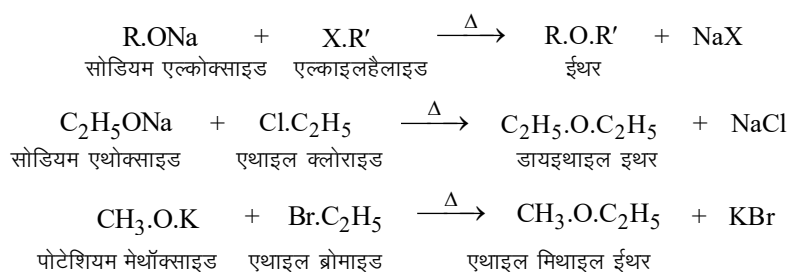 R.ONa + X.R′ —Δ→ R.O.R′ + NaX
सोडियम एल्कोक्साइड एल्काइलहैलाइड ईथर
C₂H₅ONa + Cl.C₂H₅ —Δ→ C₂H₅.O.C₂H₅ + NaCl
सोडियम एथोक्साइड एथाइल क्लोराइड डायइथाइल इथर
CH₃.O.K + Br.C₂H₅ —Δ→ CH₃.O.C₂H₅ + KBr
पोटेशियम मेथॉक्साइड एथाइल ब्रोमाइड एथाइल मिथाइल ईथर